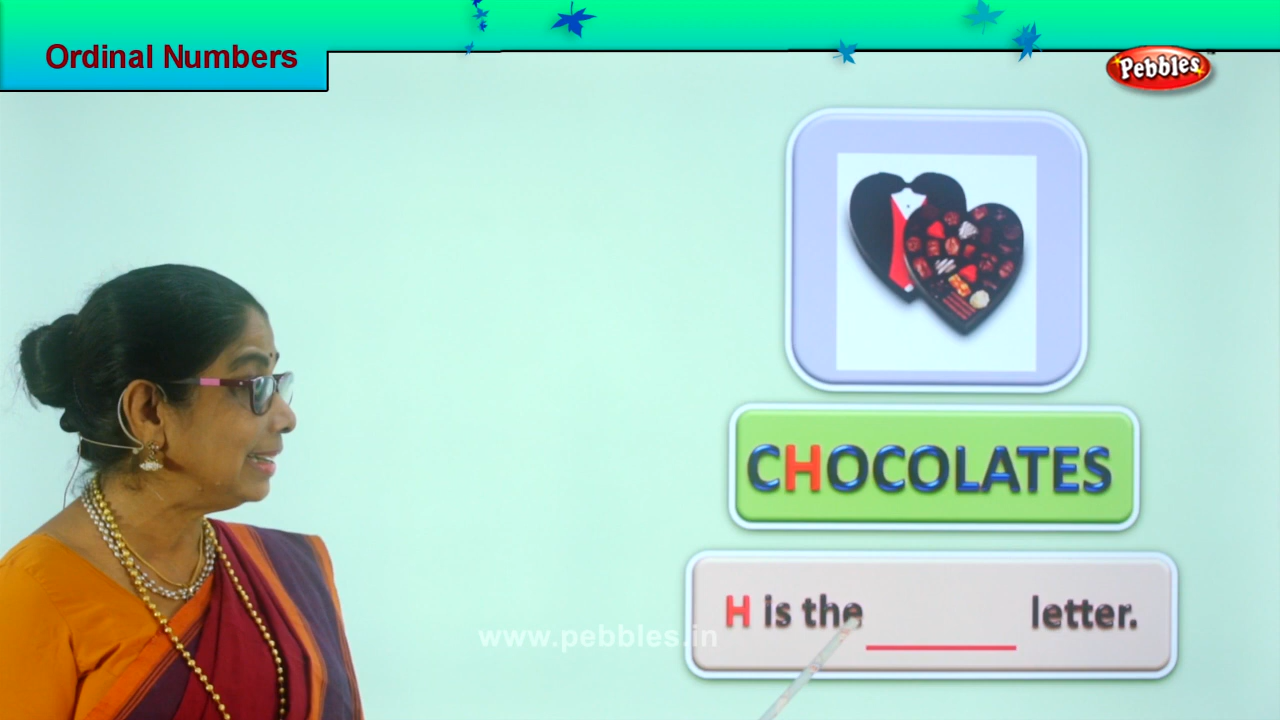 Ordinal Numbers
Pebbles
CHOCOLATES
H is the ______ letter.
www.pebbles.in